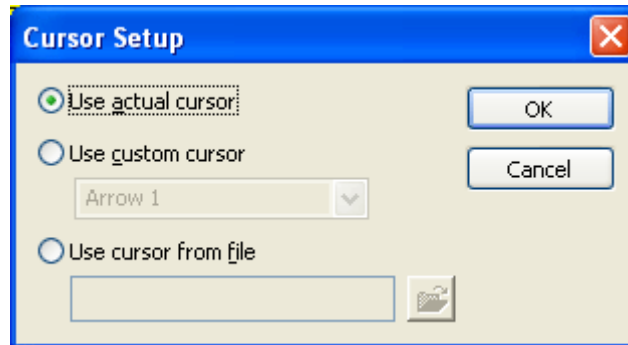 Cursor Setup
Use actual cursor
OK
Use custom cursor
Cancel
Arrow 1
Use cursor from file